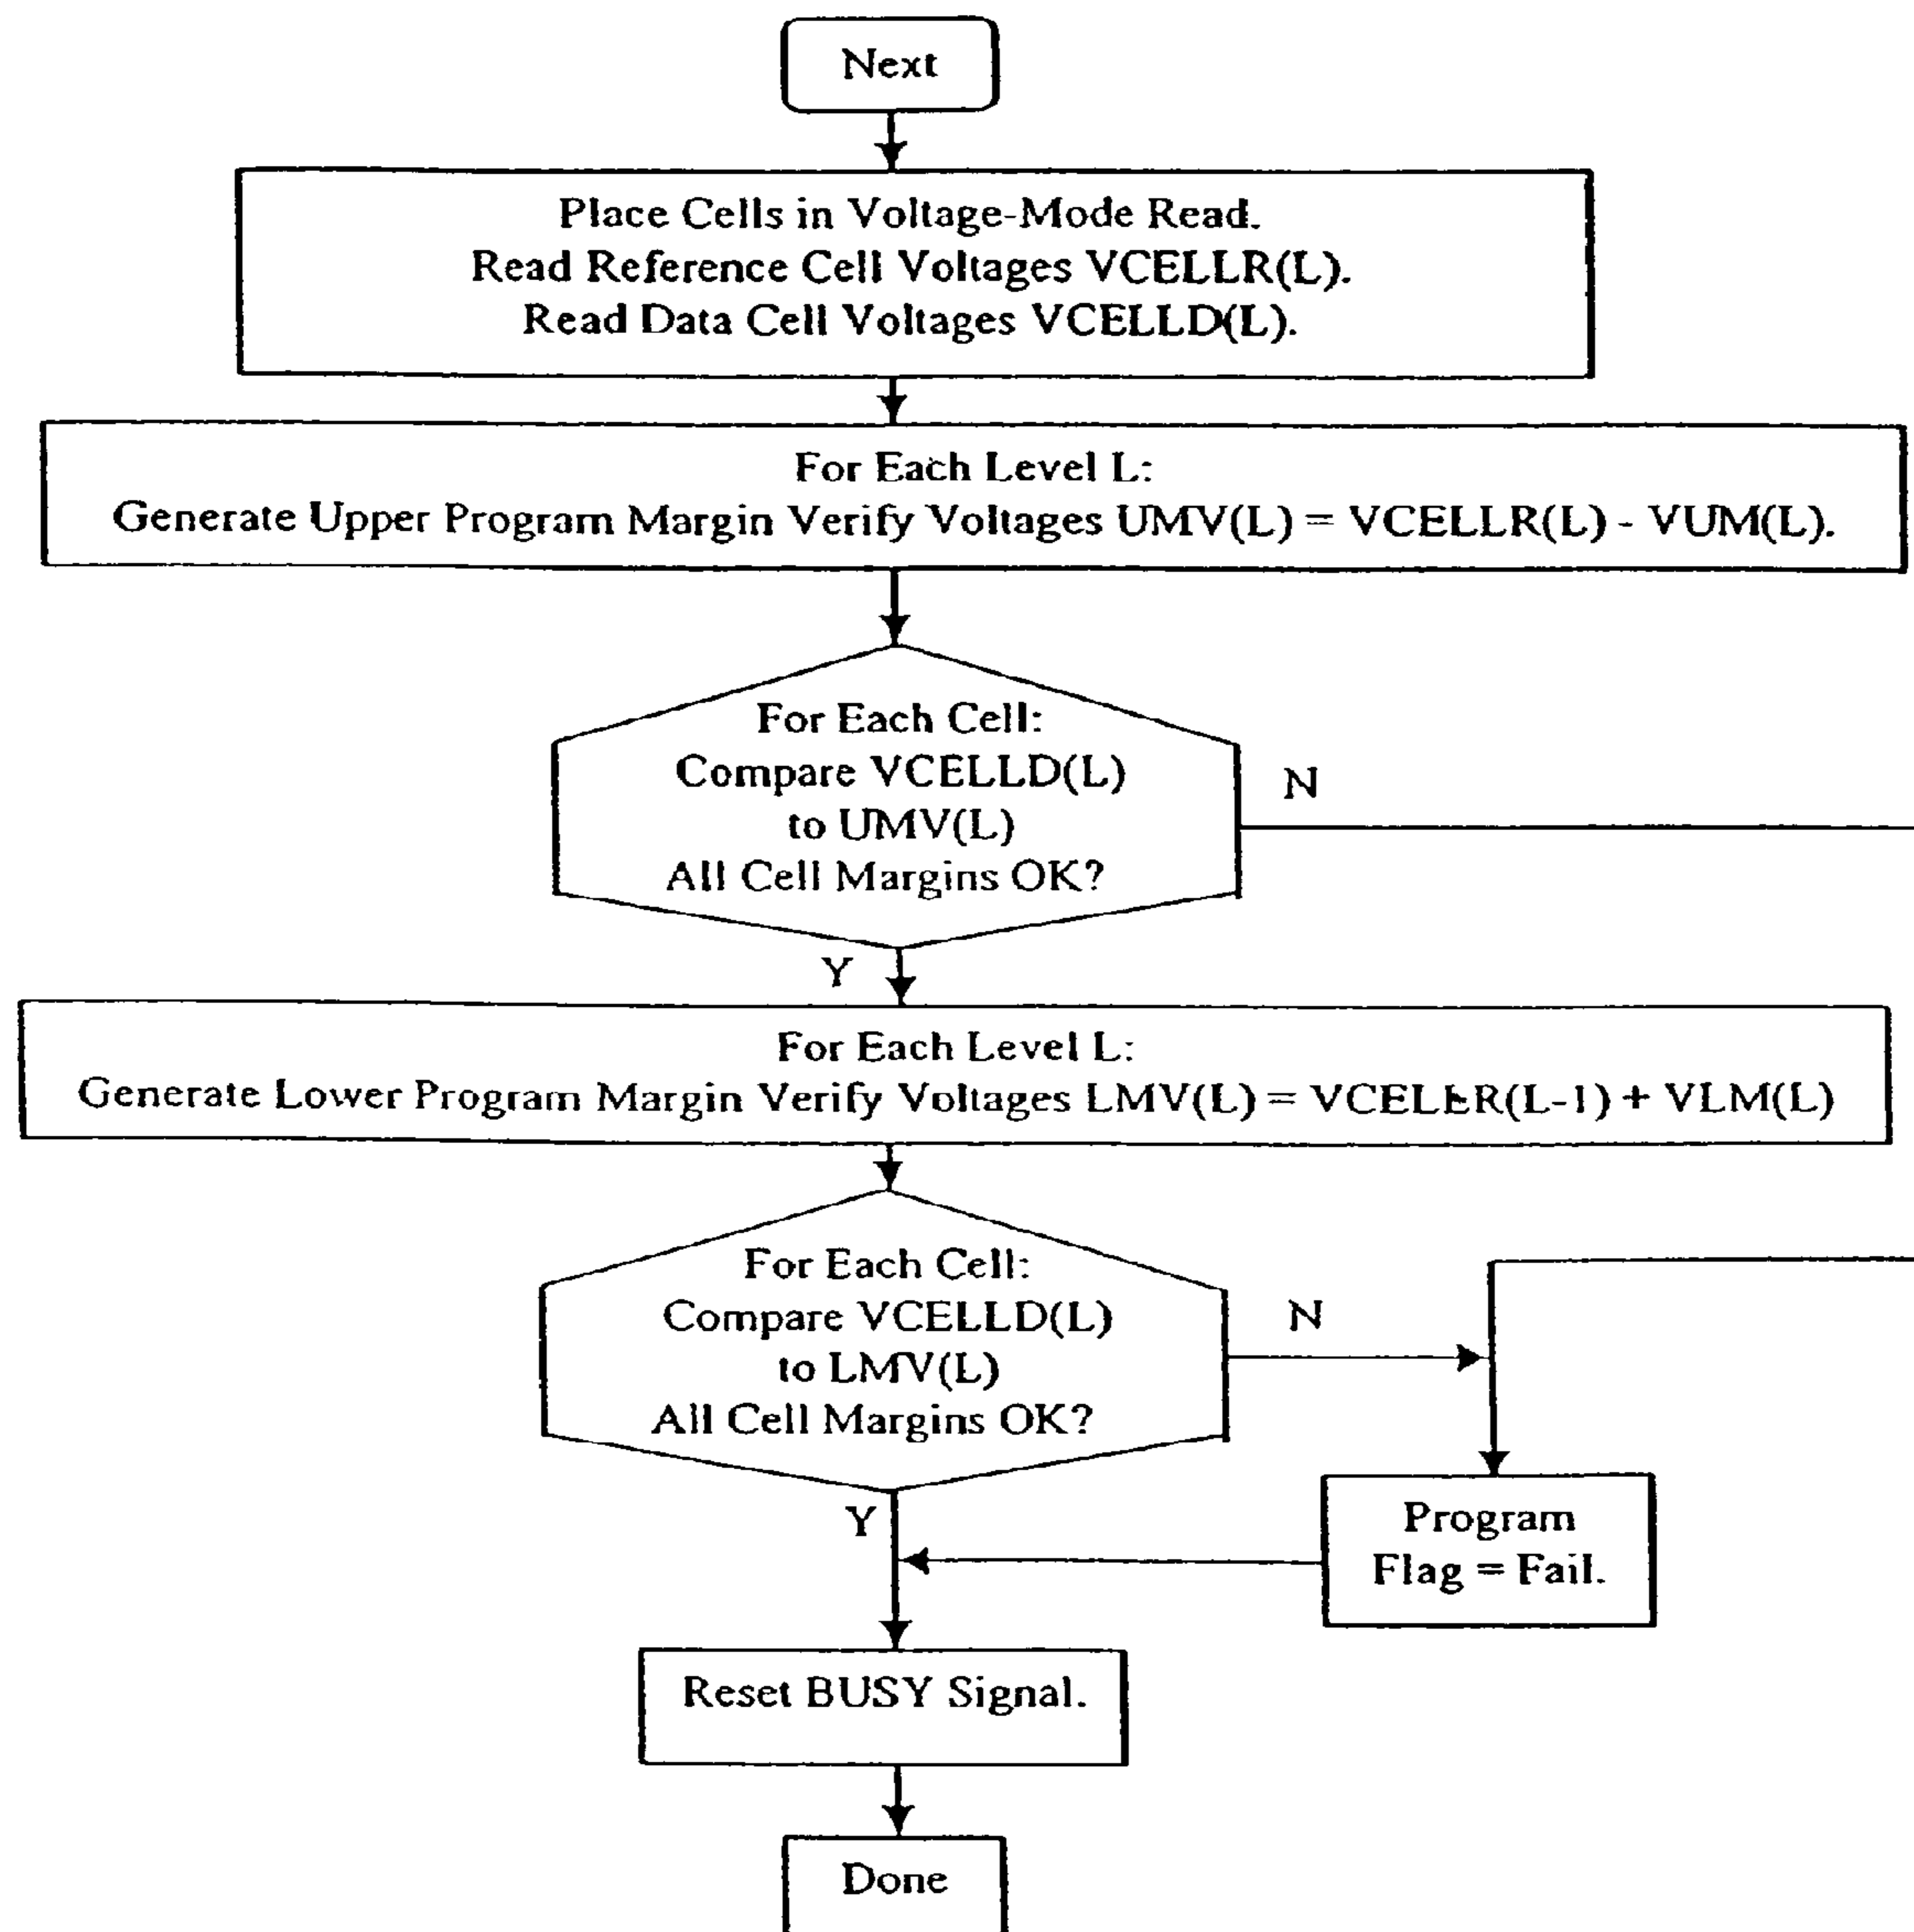 Next
Place Cells in Voltage-Mode Read.
Read Reference Cell Voltages VCELLR(L).
Read Data Cell Voltages VCELLD(L).
For Each Level L:
Generate Upper Program Margin Verify Voltages UMV(L) = VCELLR(L) - VUM(L).
For Each Cell:
Compare VCELLD(L)
to UMV(L)
All Cell Margins OK?
N
Y
For Each Level L:
Generate Lower Program Margin Verify Voltages LMV(L) = VCELLR(L-1) + VLM(L)
For Each Cell:
Compare VCELLD(L)
to LMV(L)
All Cell Margins OK?
N
Y
Program
Flag = Fail.
Reset BUSY Signal.
Done